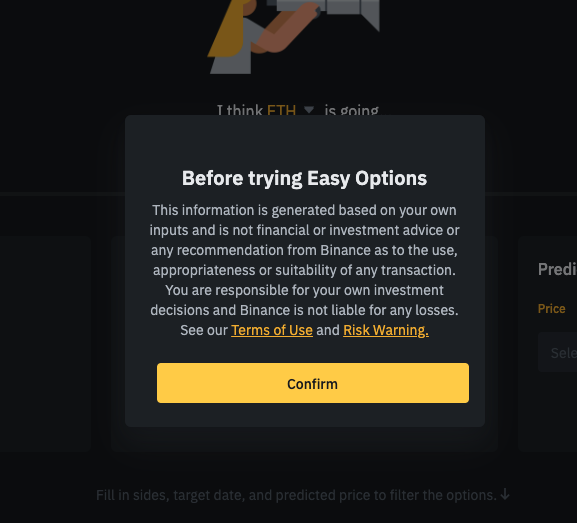 I think ETH is going
Before trying Easy Options
This information is generated based on your own
inputs and is not financial or investment advice or
any recommendation from Binance as to the use,
appropriateness or suitability of any transaction.
You are responsible for your own investment
decisions and Binance is not liable for any losses.
See our Terms of Use and Risk Warning.
Confirm
Predi
Price
Sele
Fill in sides, target date, and predicted price to filter the options.